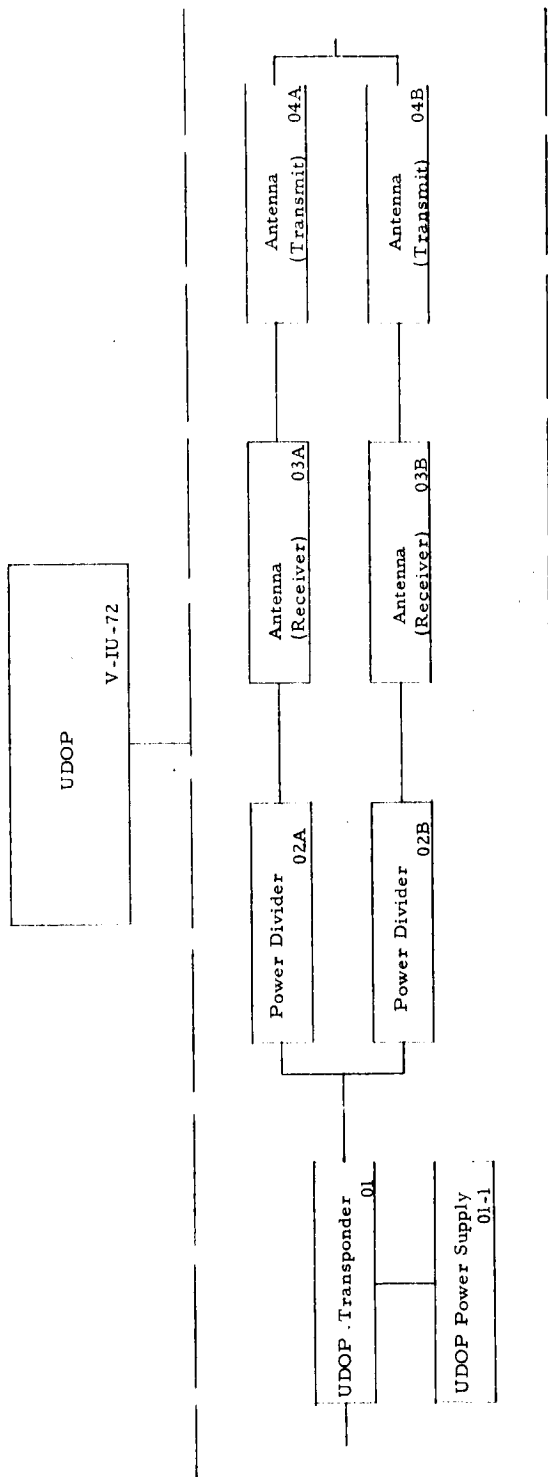 UDOP
V-IU-72
UDOP . Transponder
01
UDOP Power Supply
01-1
Power Divider
02A
Power Divider
02B
Antenna
(Receiver)
03A
Antenna
(Receiver)
03B
Antenna
(Transmit)
04A
Antenna
(Transmit)
04B